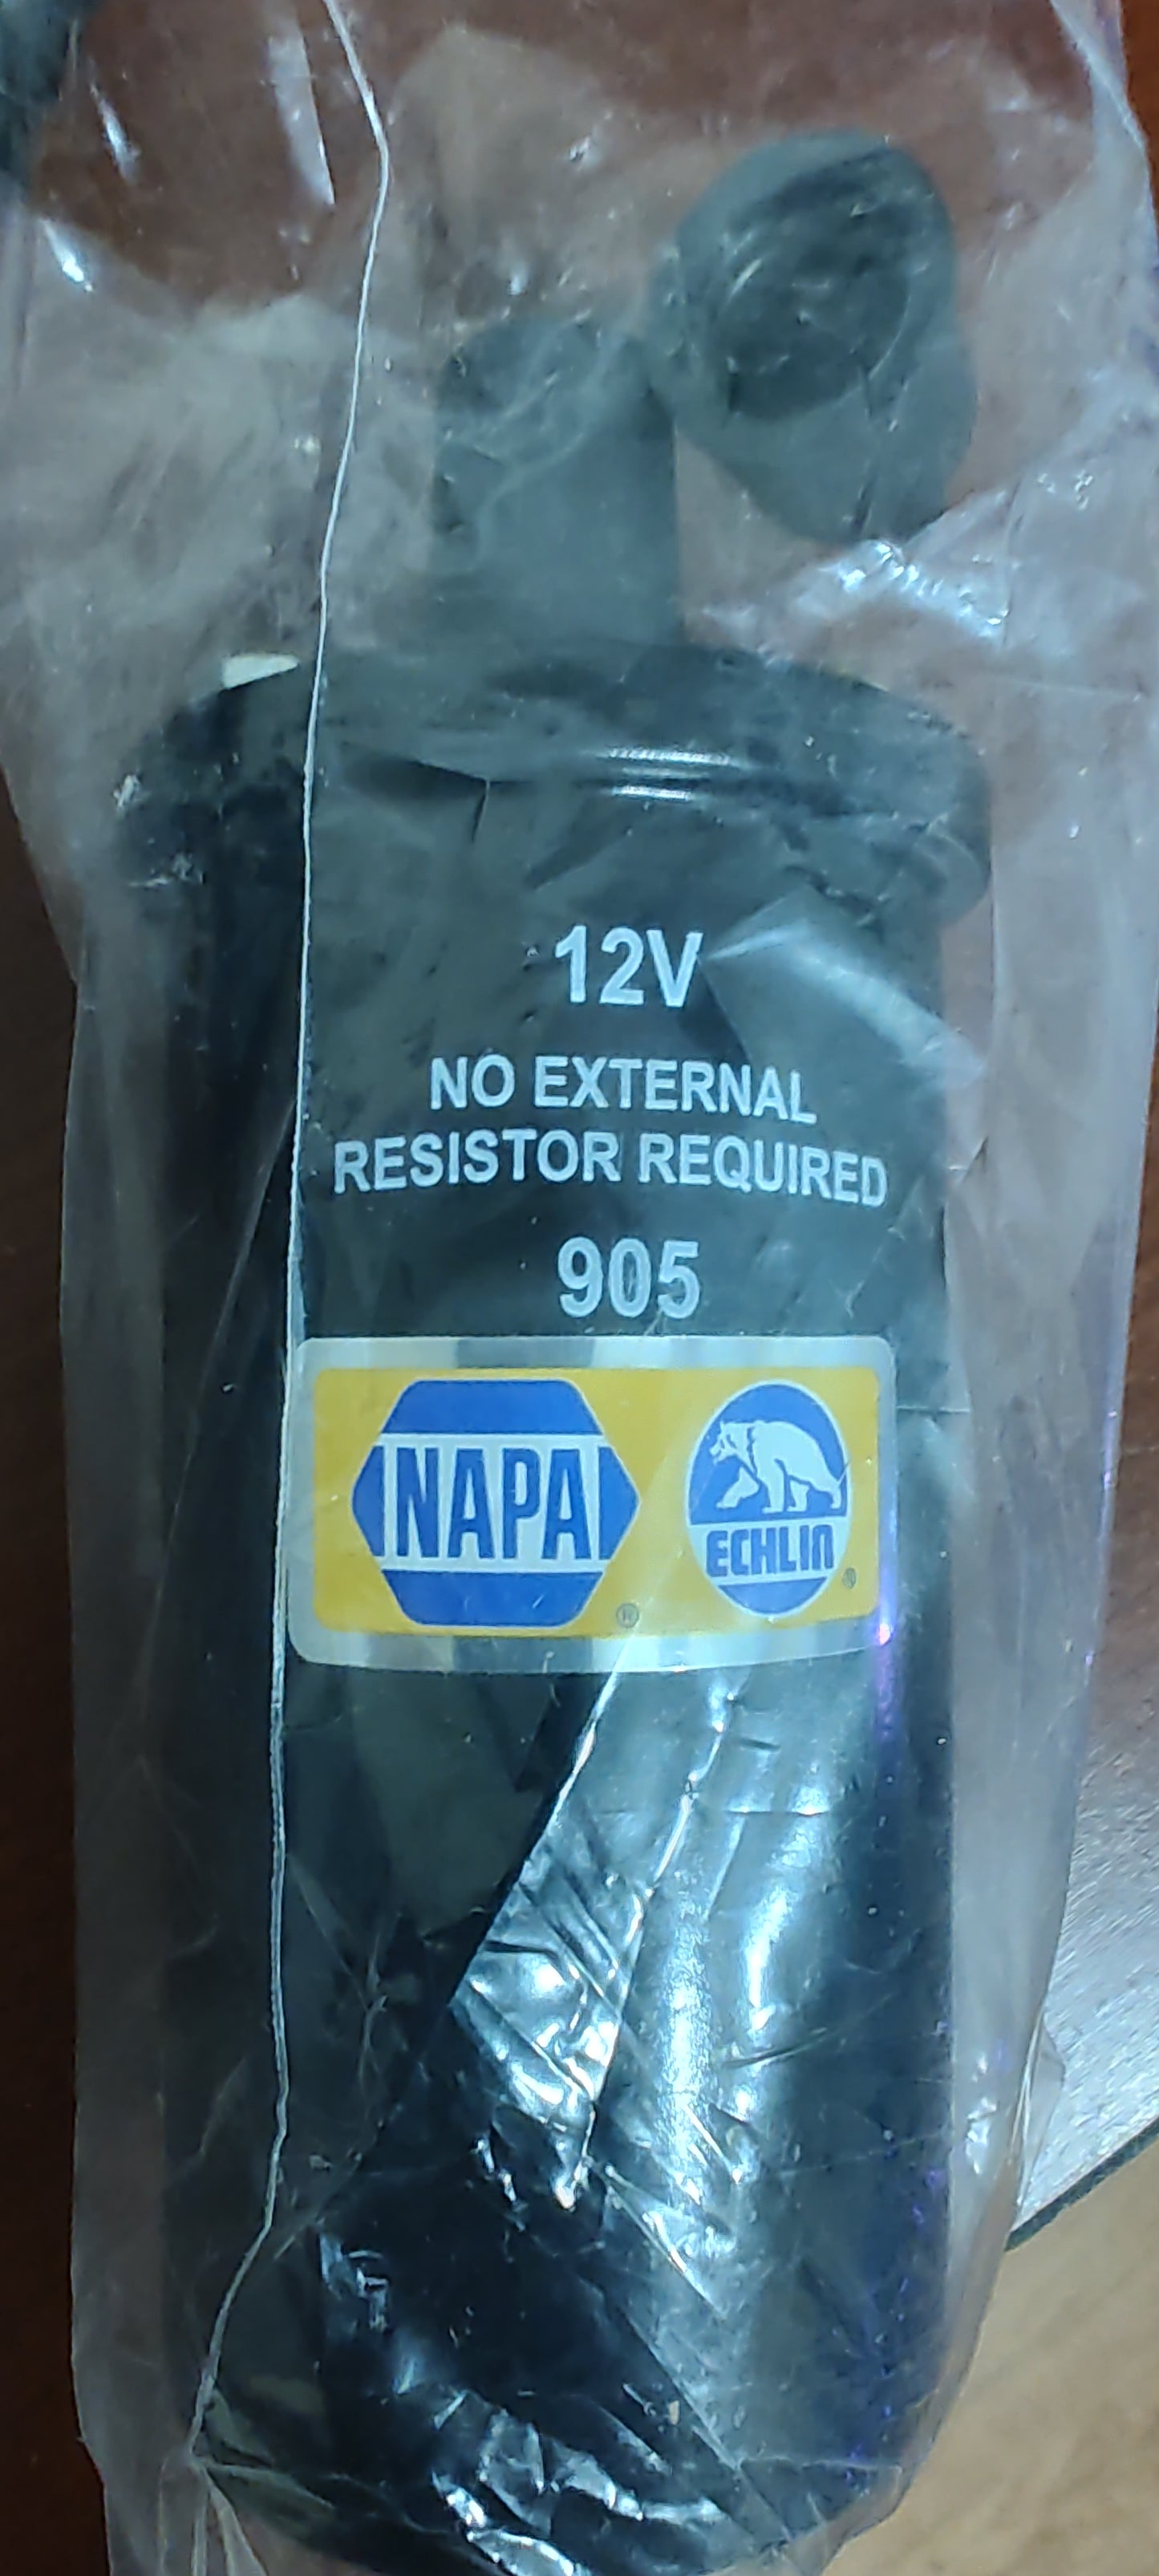 12V
NO EXTERNAL
RESISTOR REQUIRED
905
NAPA ®
ECHLIN ®